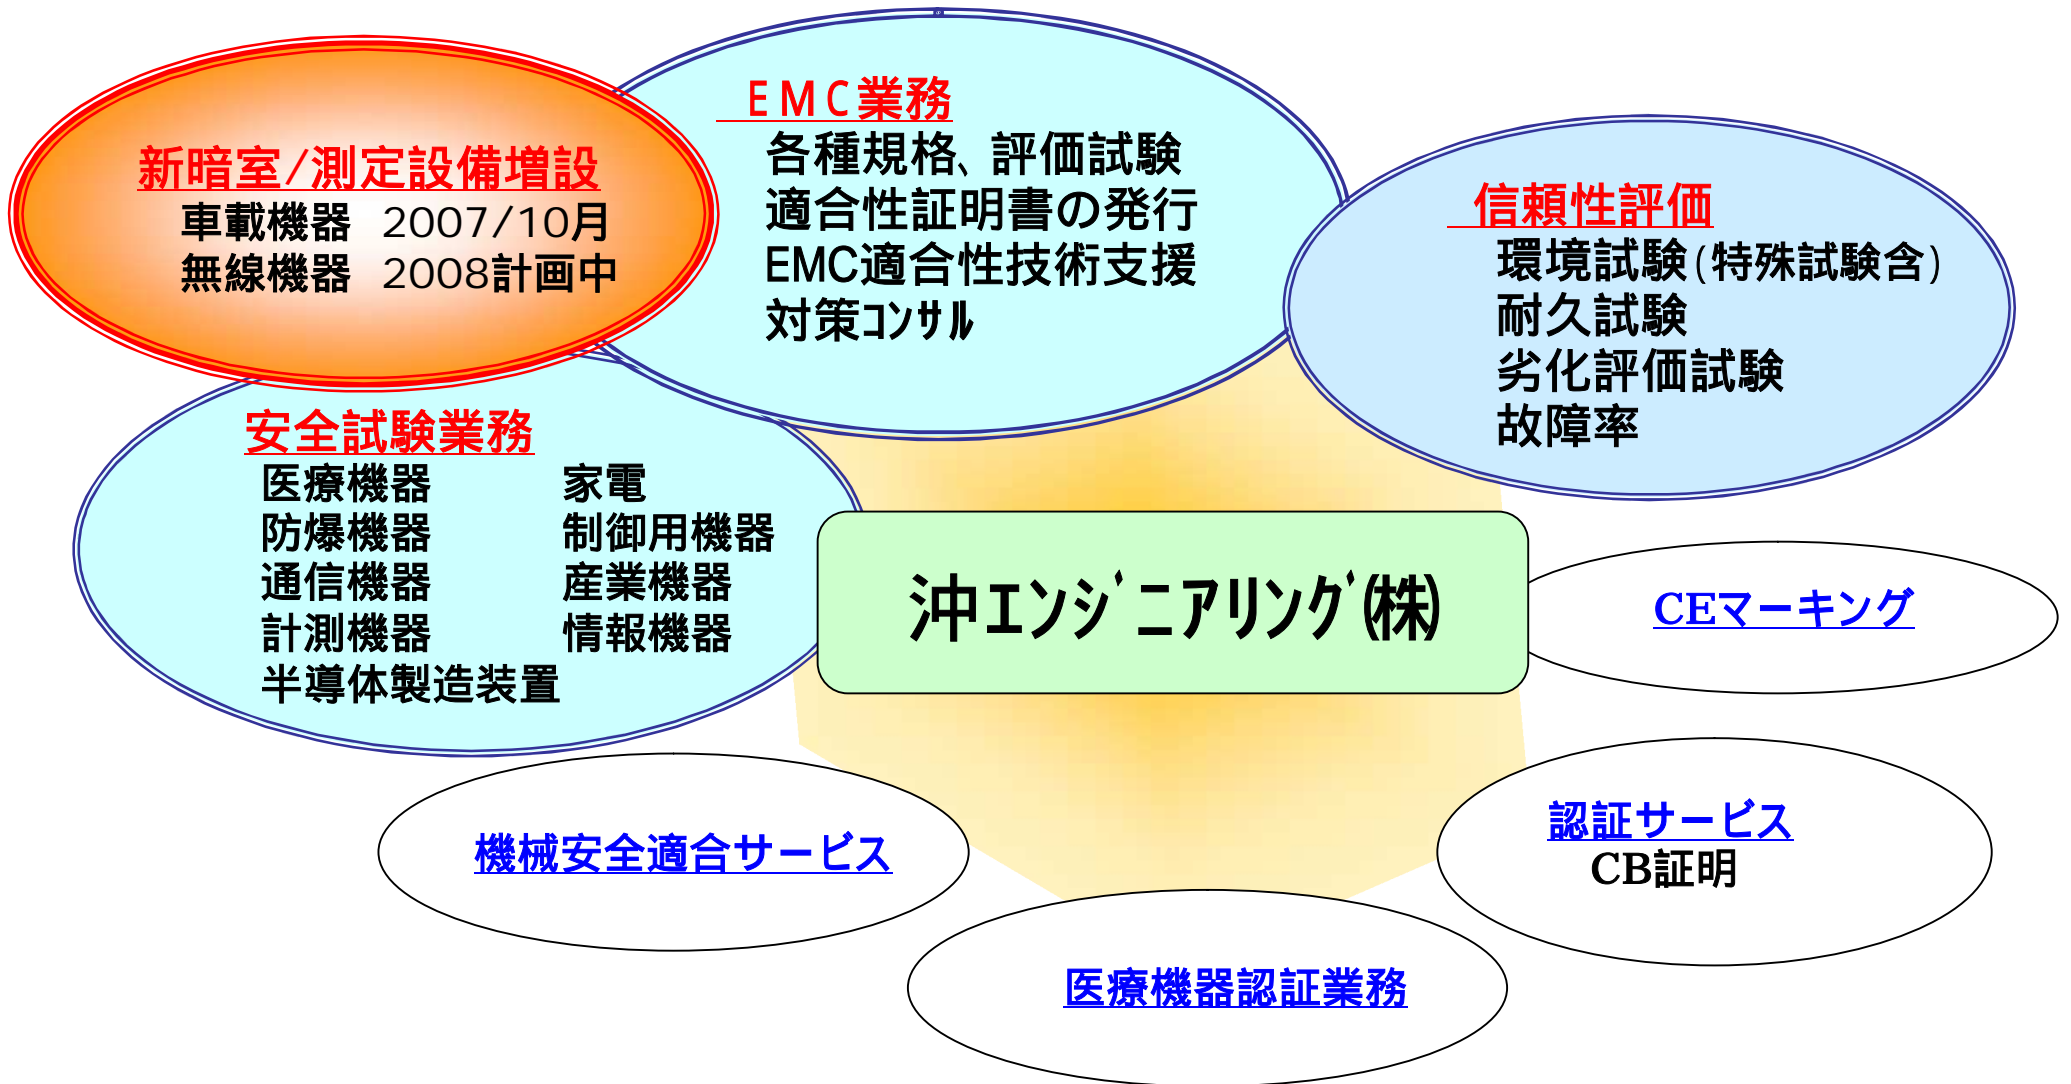 新暗室/測定設備増設
車載機器 2007/10月
無線機器 2008計画中
ＥＭＣ業務
各種規格、評価試験
適合性証明書の発行
EMC適合性技術支援
対策ｺﾝｻﾙ
信頼性評価
環境試験(特殊試験含)
耐久試験
劣化評価試験
故障率
安全試験業務
医療機器 家電
防爆機器 制御用機器
通信機器 産業機器
計測機器 情報機器
半導体製造装置
沖ｴﾝｼﾞﾆｱﾘﾝｸﾞ㈱
CEマーキング
認証サービス
CB証明
機械安全適合サービス
医療機器認証業務